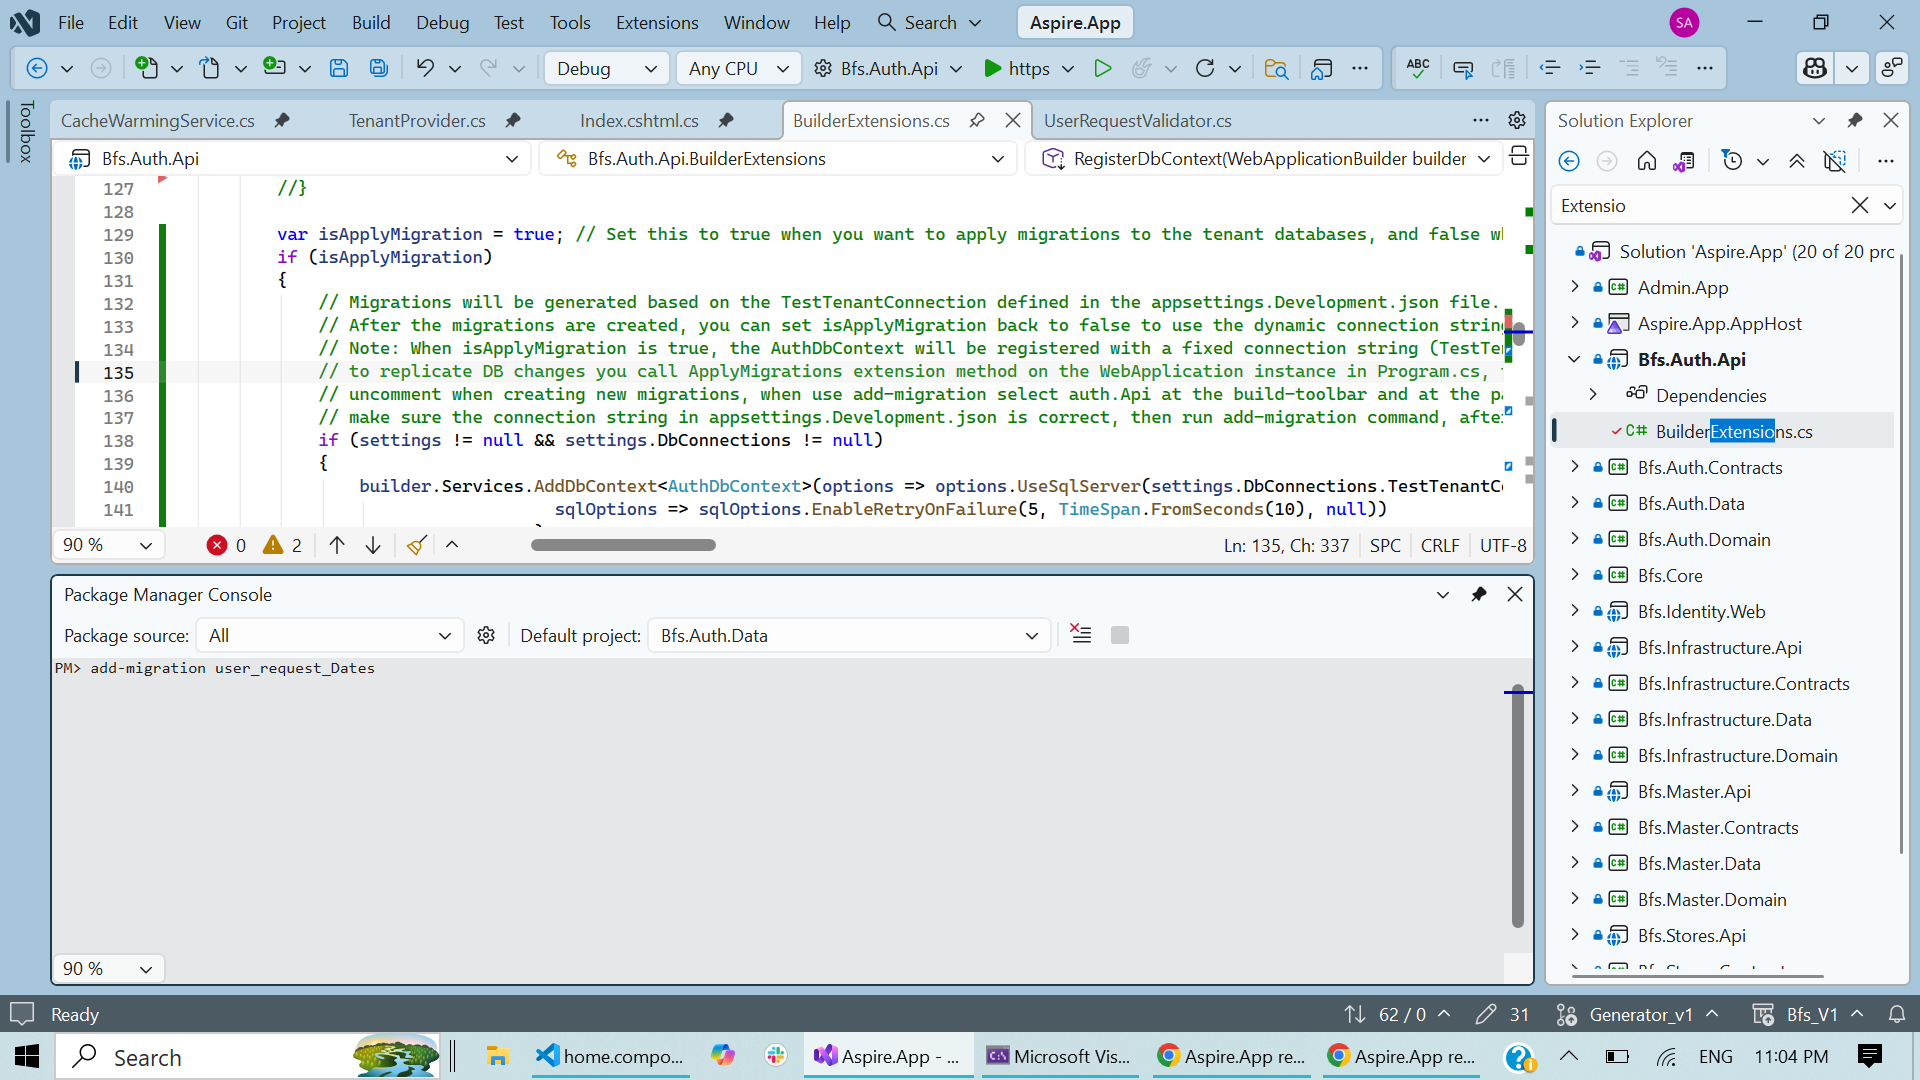 File Edit View Git Project Build Debug Test Tools Extensions Window Help Search Aspire.App SA
Debug Any CPU Bfs.Auth.Api https ABC
Toolbox
CacheWarmingService.cs TenantProvider.cs Index.cshtml.cs BuilderExtensions.cs UserRequestValidator.cs
Bfs.Auth.Api Bfs.Auth.Api.BuilderExtensions RegisterDbContext(WebApplicationBuilder builder
127 //}
128
129 var isApplyMigration = true; // Set this to true when you want to apply migrations to the tenant databases, and false
130 if (isApplyMigration)
131 {
132 // Migrations will be generated based on the TestTenantConnection defined in the appsettings.Development.json file.
133 // After the migrations are created, you can set isApplyMigration back to false to use the dynamic connection string
134 // Note: When isApplyMigration is true, the AuthDbContext will be registered with a fixed connection string (TestTe
135 // to replicate DB changes you call ApplyMigrations extension method on the WebApplication instance in Program.cs,
136 // uncomment when creating new migrations, when use add-migration select auth.Api at the build-toolbar and at the pa
137 // make sure the connection string in appsettings.Development.json is correct, then run add-migration command, afte
138 if (settings != null && settings.DbConnections != null)
139 {
140 builder.Services.AddDbContext<AuthDbContext>(options => options.UseSqlServer(settings.DbConnections.TestTenantC
141 sqlOptions => sqlOptions.EnableRetryOnFailure(5, TimeSpan.FromSeconds(10), null))
90 % 0 2 Ln: 135, Ch: 337 SPC CRLF UTF-8
Package Manager Console
Package source: All Default project: Bfs.Auth.Data
PM> add-migration user_request_Dates
90 %
Solution Explorer
Extensio
Solution 'Aspire.App' (20 of 20 prc
Admin.App
Aspire.App.AppHost
Bfs.Auth.Api
Dependencies
C# BuilderExtensions.cs
Bfs.Auth.Contracts
Bfs.Auth.Data
Bfs.Auth.Domain
Bfs.Core
Bfs.Identity.Web
Bfs.Infrastructure.Api
Bfs.Infrastructure.Contracts
Bfs.Infrastructure.Data
Bfs.Infrastructure.Domain
Bfs.Master.Api
Bfs.Master.Contracts
Bfs.Master.Data
Bfs.Master.Domain
Bfs.Stores.Api
Ready 62 / 0 31 Generator_v1 Bfs_V1
Search home.compo... Aspire.App - ... Microsoft Vis... Aspire.App re... Aspire.App re... ENG 11:04 PM